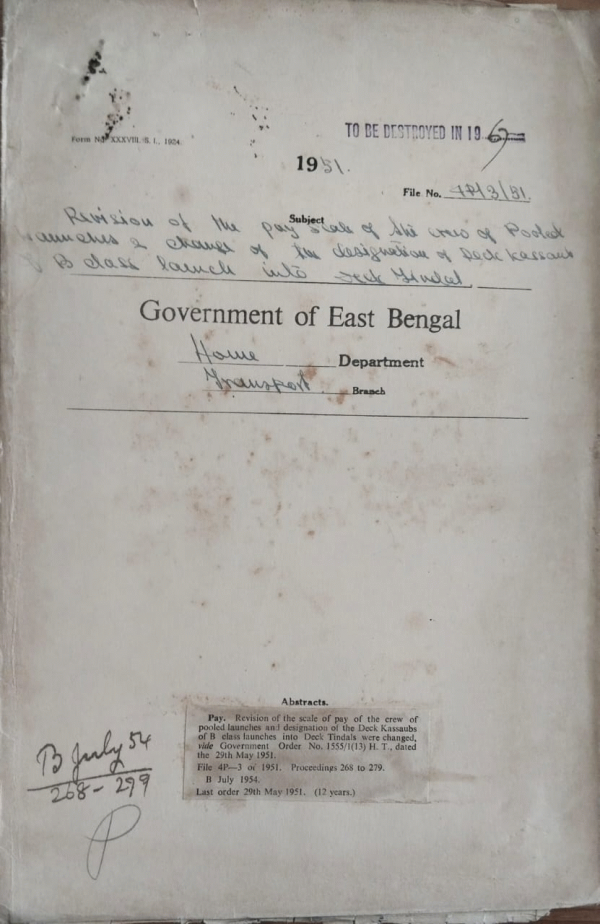 Form No. XXXVIII. S. I., 1924.
TO BE DESTROYED IN 19 67
1951.
File No. 4P-3/51
Subject
Revision of the pay scale of the crew of Pooled
launches & change of the designation of Deck Kassaubs
of B class launch into Deck Tindal
Government of East Bengal
Home Department
Transport Branch
Abstracts.
Pay. Revision of the scale of pay of the crew of
pooled launches and designation of the Deck Kassaubs
of B class launches into Deck Tindals were changed,
vide Government Order No. 1555/1(13) H. T., dated
the 29th May 1951.
File 4P—3 of 1951. Proceedings 268 to 279.
B July 1954.
Last order 29th May 1951. (12 years.)
B July 54
268-279
P